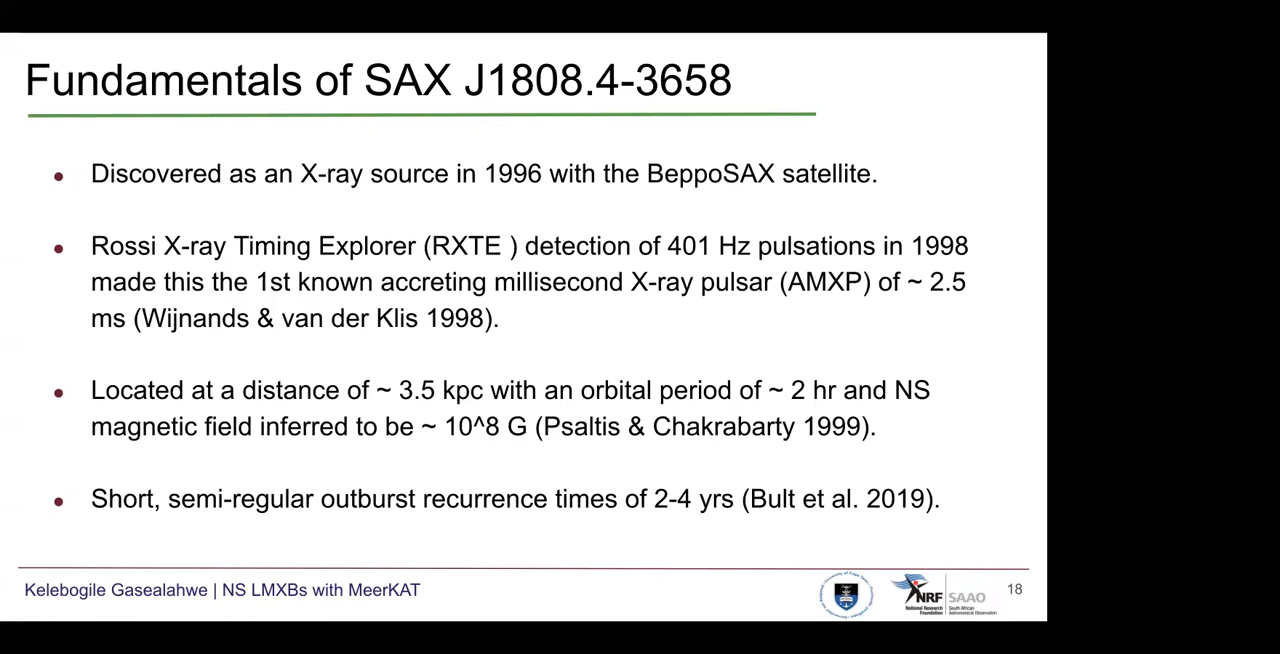 Fundamentals of SAX J1808.4-3658
● Discovered as an X-ray source in 1996 with the BeppoSAX satellite.
● Rossi X-ray Timing Explorer (RXTE ) detection of 401 Hz pulsations in 1998
made this the 1st known accreting millisecond X-ray pulsar (AMXP) of ~ 2.5
ms (Wijnands & van der Klis 1998).
● Located at a distance of ~ 3.5 kpc with an orbital period of ~ 2 hr and NS
magnetic field inferred to be ~ 10^8 G (Psaltis & Chakrabarty 1999).
● Short, semi-regular outburst recurrence times of 2-4 yrs (Bult et al. 2019).
Kelebogile Gasealahwe | NS LMXBs with MeerKAT
NRF
National Research
Foundation
SAAO
South African
Astronomical Observatory
18